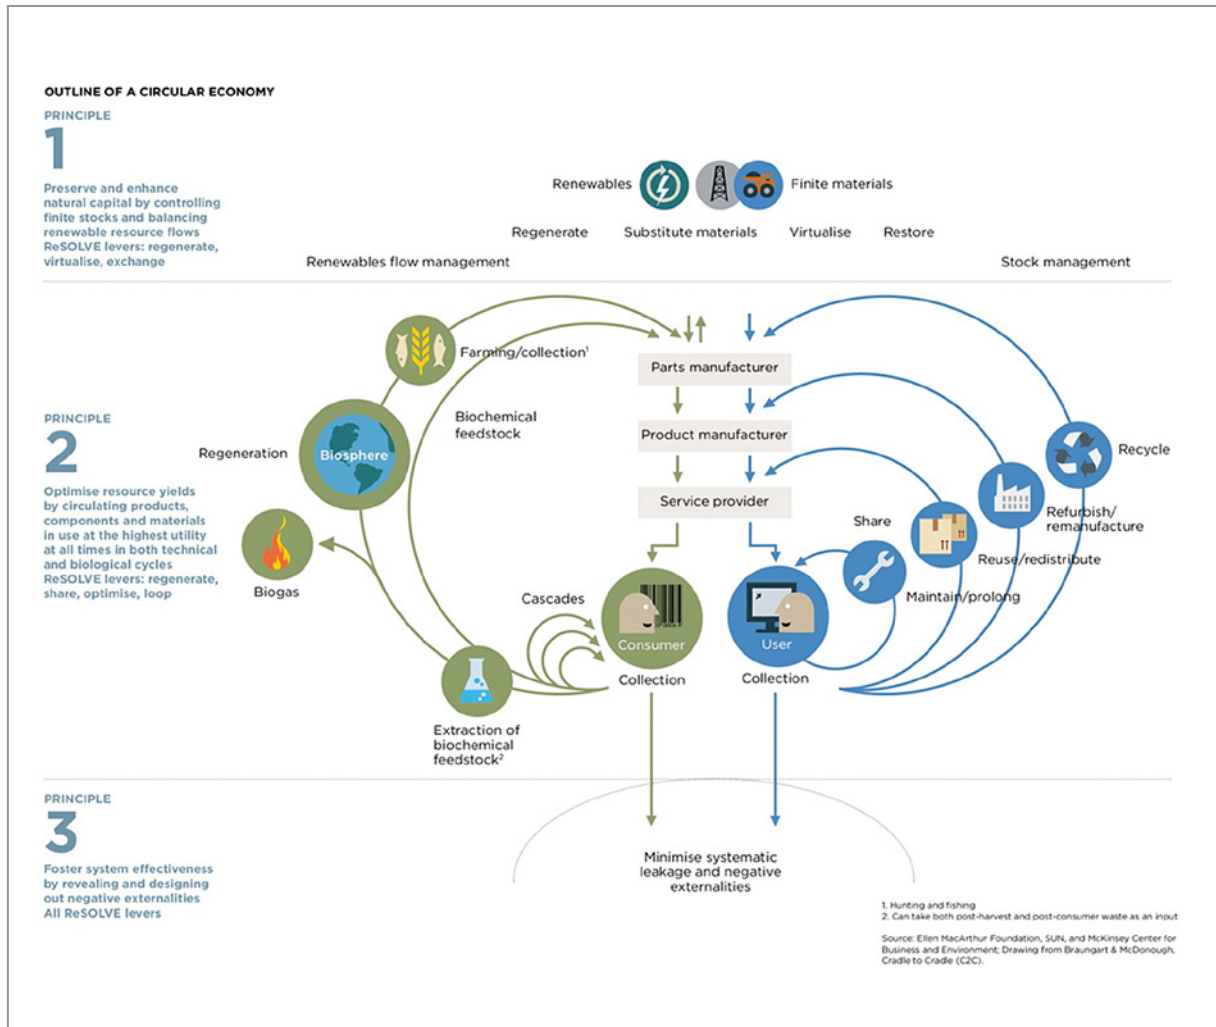 OUTLINE OF A CIRCULAR ECONOMY
PRINCIPLE
1
Preserve and enhance
natural capital by controlling
finite stocks and balancing
renewable resource flows
ReSOLVE levers: regenerate,
virtualise, exchange
Renewables
Finite materials
Regenerate
Substitute materials
Virtualise
Restore
Renewables flow management
Stock management
PRINCIPLE
2
Optimise resource yields
by circulating products,
components and materials
in use at the highest utility
at all times in both technical
and biological cycles
ReSOLVE levers: regenerate,
share, optimise, loop
Farming/collection¹
Biochemical
feedstock
Regeneration
Biosphere
Biogas
Cascades
Extraction of
biochemical
feedstock²
Parts manufacturer
Product manufacturer
Service provider
Consumer
Collection
User
Collection
Share
Maintain/prolong
Reuse/redistribute
Refurbish/
remanufacture
Recycle
PRINCIPLE
3
Foster system effectiveness
by revealing and designing
out negative externalities
All ReSOLVE levers
Minimise systematic
leakage and negative
externalities
1. Hunting and fishing
2. Can take both post-harvest and post-consumer waste as an input
Source: Ellen MacArthur Foundation, SUN, and McKinsey Center for
Business and Environment; Drawing from Braungart & McDonough,
Cradle to Cradle (C2C).